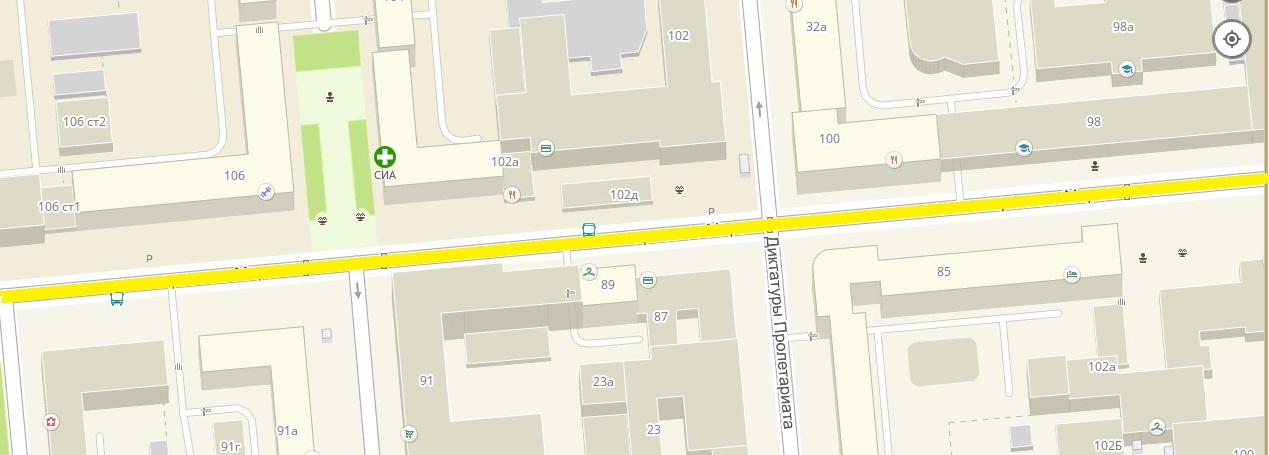 104
102
32а
98а
106 ст2
98
100
СИА
102а
106
102д
106 ст1
Р
Р
Диктатуры Пролетариата
85
89
87
91
23а
102а
91а
23
91г
102Б
100